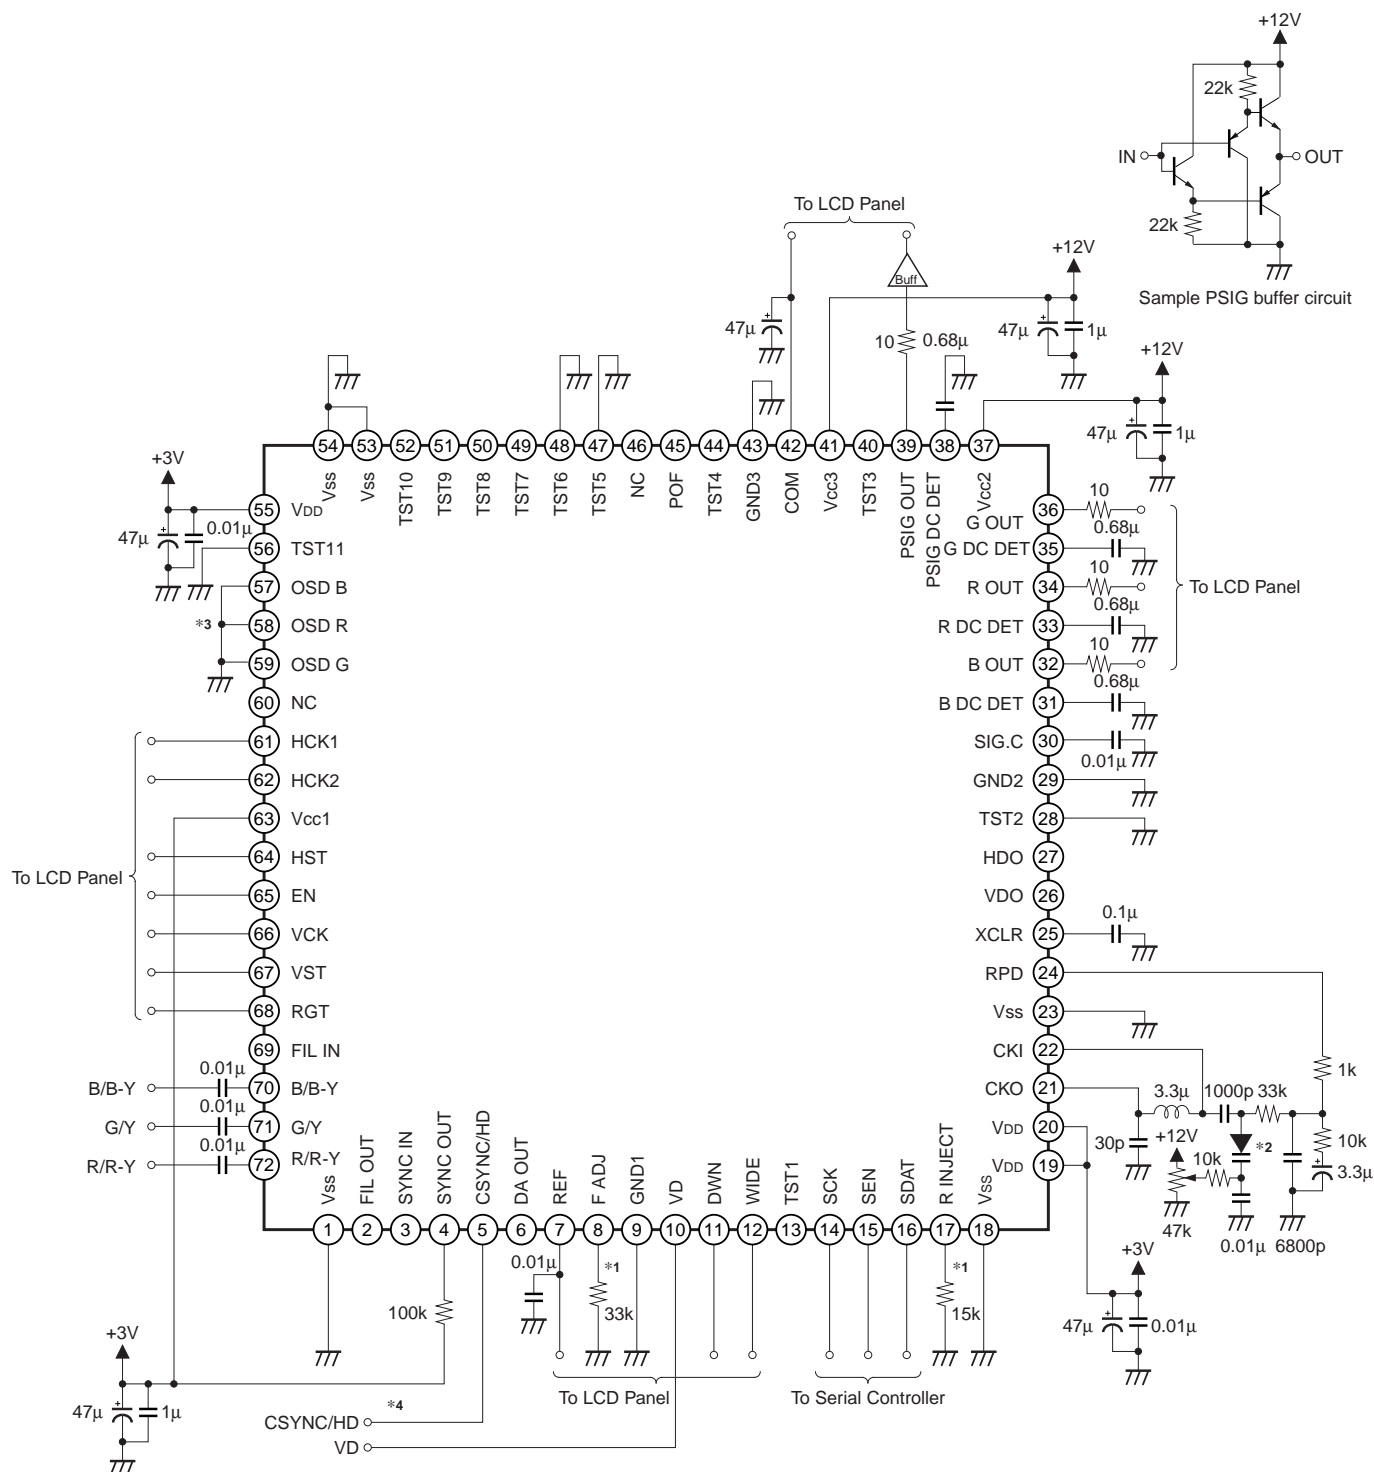 +12V
22k
IN
OUT
22k
Sample PSIG buffer circuit
To LCD Panel
Buff
+12V
47μ
10
0.68μ
47μ
1μ
+12V
47μ
1μ
54
53
52
51
50
49
48
47
46
45
44
43
42
41
40
39
38
37
Vss
Vss
TST10
TST9
TST8
TST7
TST6
TST5
NC
POF
TST4
GND3
COM
Vcc3
TST3
PSIG OUT
PSIG DC DET
Vcc2
+3V
47μ
0.01μ
55 VDD
56 TST11
57 OSD B
*3
58 OSD R
59 OSD G
60 NC
61 HCK1
62 HCK2
63 Vcc1
64 HST
To LCD Panel
65 EN
66 VCK
67 VST
68 RGT
69 FIL IN
0.01μ
B/B-Y
70 B/B-Y
0.01μ
G/Y
71 G/Y
0.01μ
R/R-Y
72 R/R-Y
G OUT 36
10
0.68μ
G DC DET 35
10
R OUT 34
To LCD Panel
0.68μ
R DC DET 33
10
B OUT 32
0.68μ
B DC DET 31
SIG.C 30
0.01μ
GND2 29
TST2 28
HDO 27
VDO 26
0.1μ
XCLR 25
RPD 24
Vss 23
CKI 22
1k
CKO 21
3.3μ
1000p
33k
VDD 20
30p
+12V
*2
10k
VDD 19
10k
3.3μ
47k
0.01μ
6800p
Vss
FIL OUT
SYNC IN
SYNC OUT
CSYNC/HD
DA OUT
REF
F ADJ
GND1
VD
DWN
WIDE
TST1
SCK
SEN
SDAT
R INJECT
Vss
1
2
3
4
5
6
7
8
9
10
11
12
13
14
15
16
17
18
0.01μ
*1
33k
*1
15k
100k
+3V
47μ
0.01μ
+3V
47μ
1μ
To LCD Panel
To Serial Controller
*4
CSYNC/HD
VD